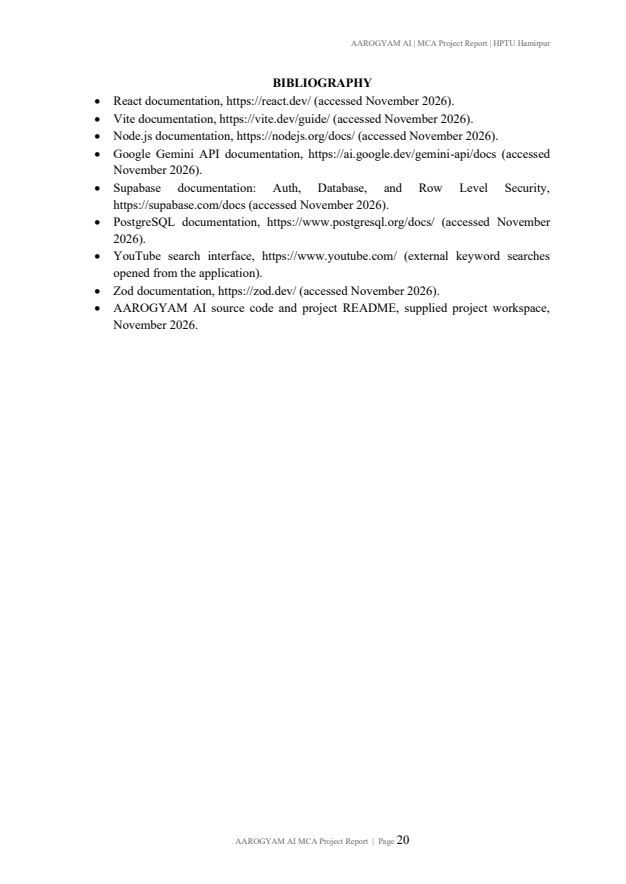 AAROGYAM AI | MCA Project Report | HPTU Hamirpur
BIBLIOGRAPHY
• React documentation, https://react.dev/ (accessed November 2026).
• Vite documentation, https://vite.dev/guide/ (accessed November 2026).
• Node.js documentation, https://nodejs.org/docs/ (accessed November 2026).
• Google Gemini API documentation, https://ai.google.dev/gemini-api/docs (accessed
November 2026).
• Supabase documentation: Auth, Database, and Row Level Security,
https://supabase.com/docs (accessed November 2026).
• PostgreSQL documentation, https://www.postgresql.org/docs/ (accessed November
2026).
• YouTube search interface, https://www.youtube.com/ (external keyword searches
opened from the application).
• Zod documentation, https://zod.dev/ (accessed November 2026).
• AAROGYAM AI source code and project README, supplied project workspace,
November 2026.
AAROGYAM AI MCA Project Report | Page 20